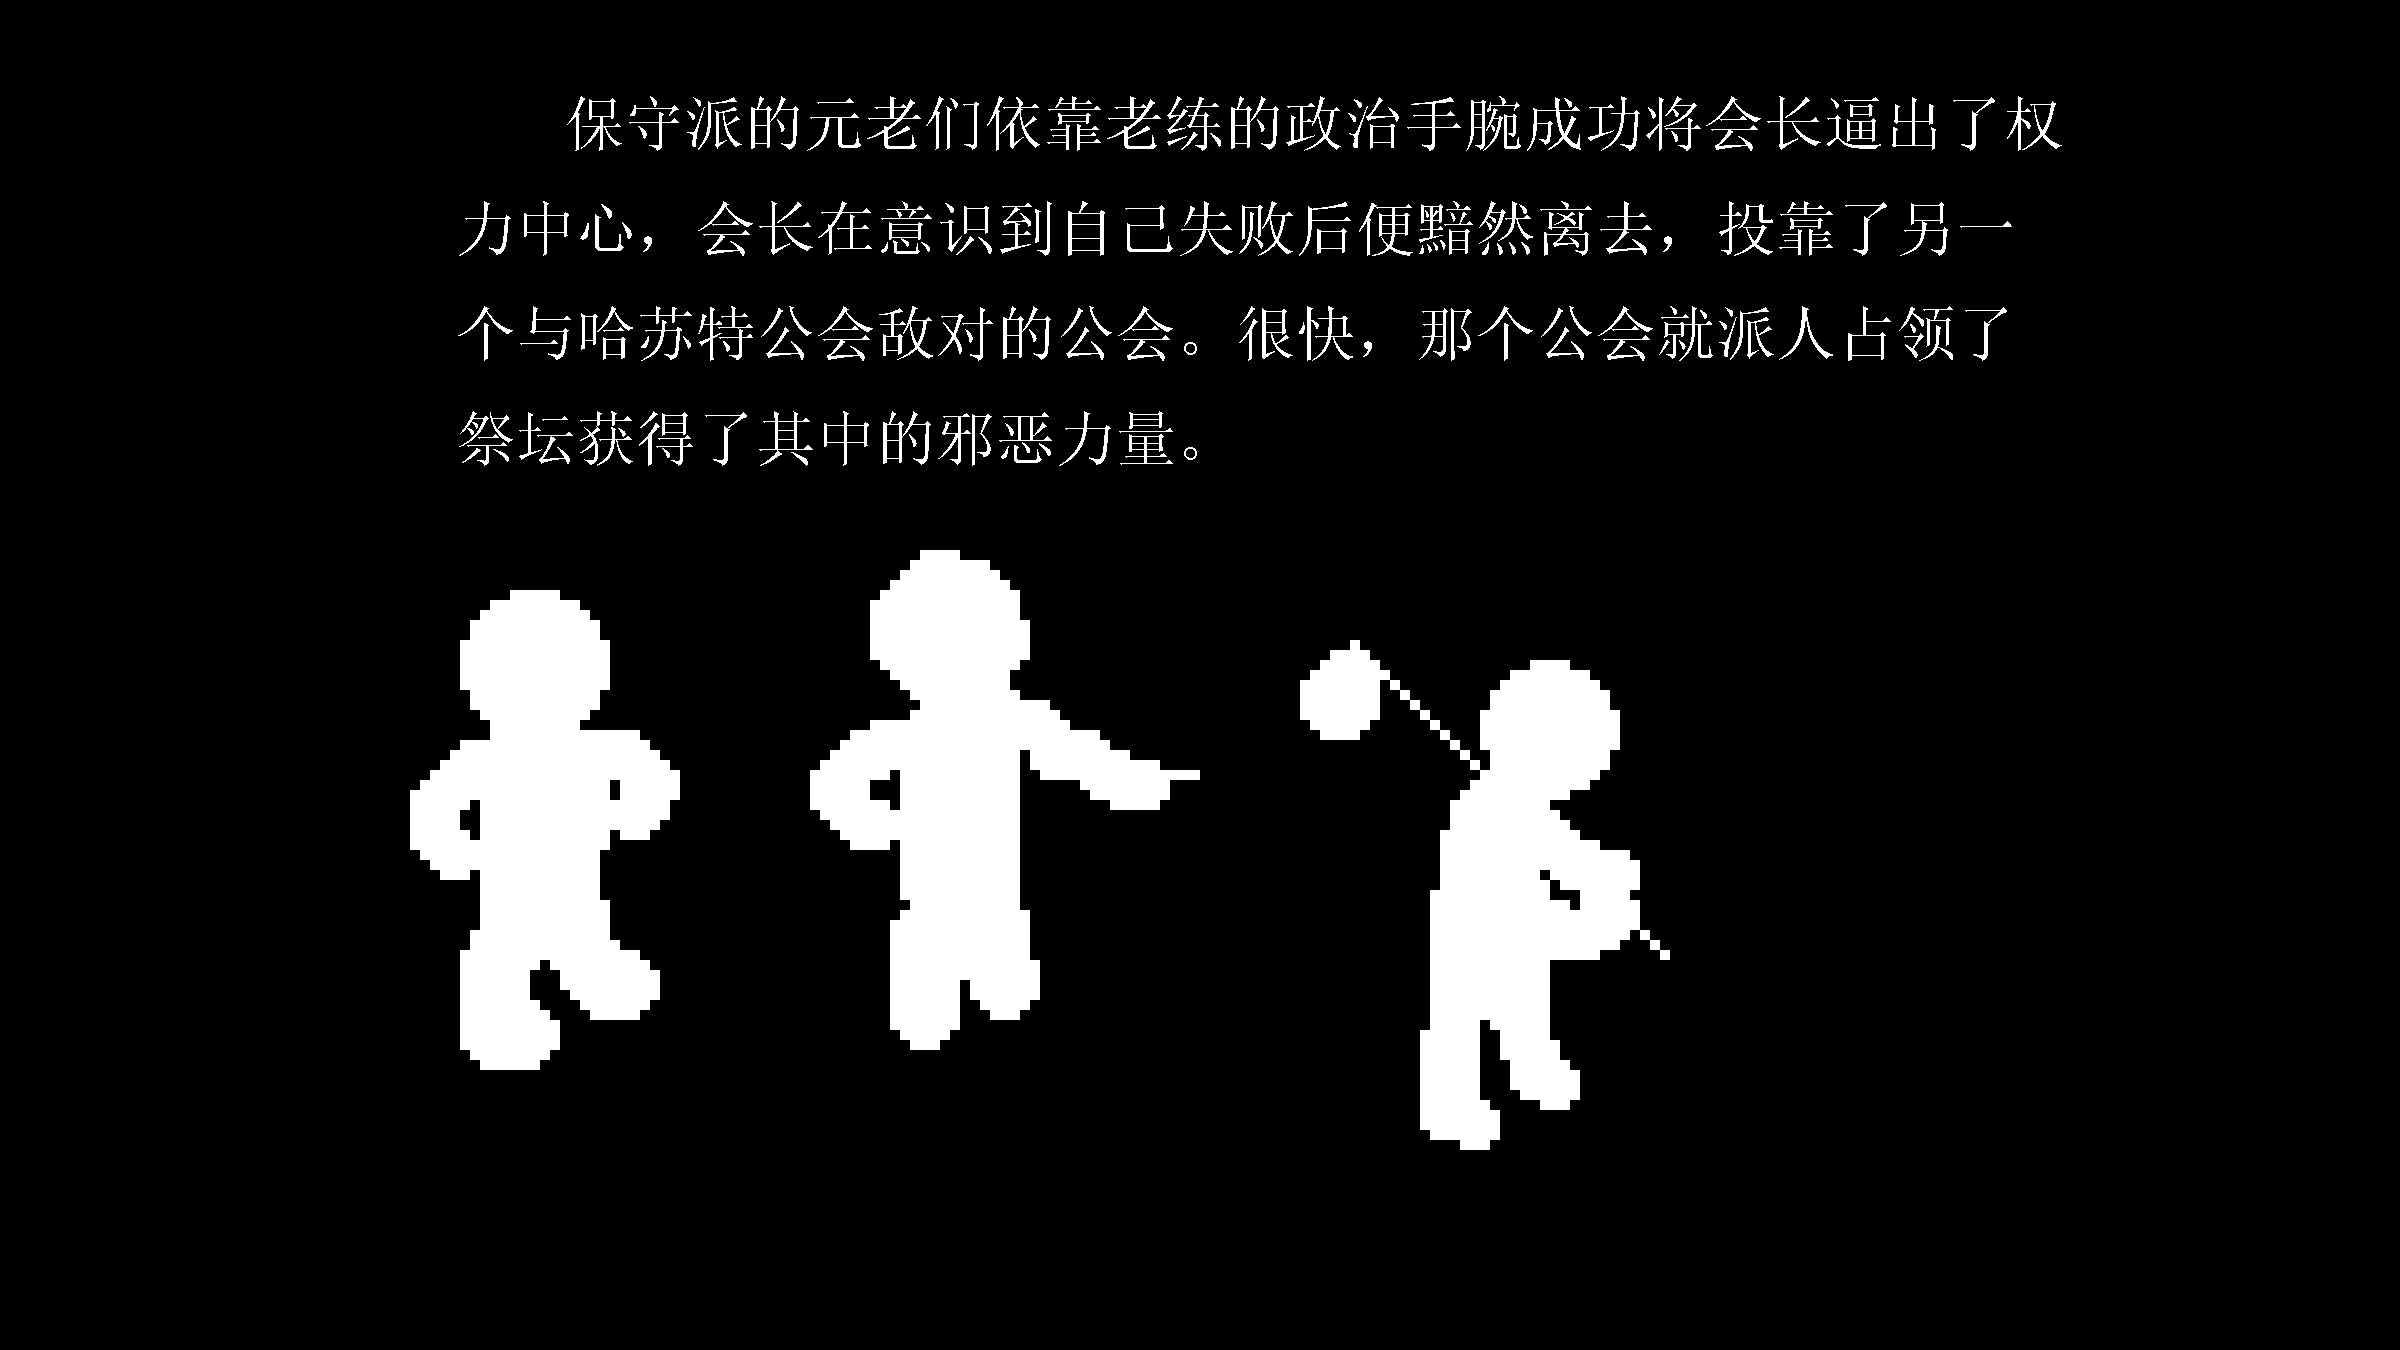 保守派的元老们依靠老练的政治手腕成功将会长逼出了权
力中心，会长在意识到自己失败后便黯然离去，投靠了另一
个与哈苏特公会敌对的公会。很快，那个公会就派人占领了
祭坛获得了其中的邪恶力量。